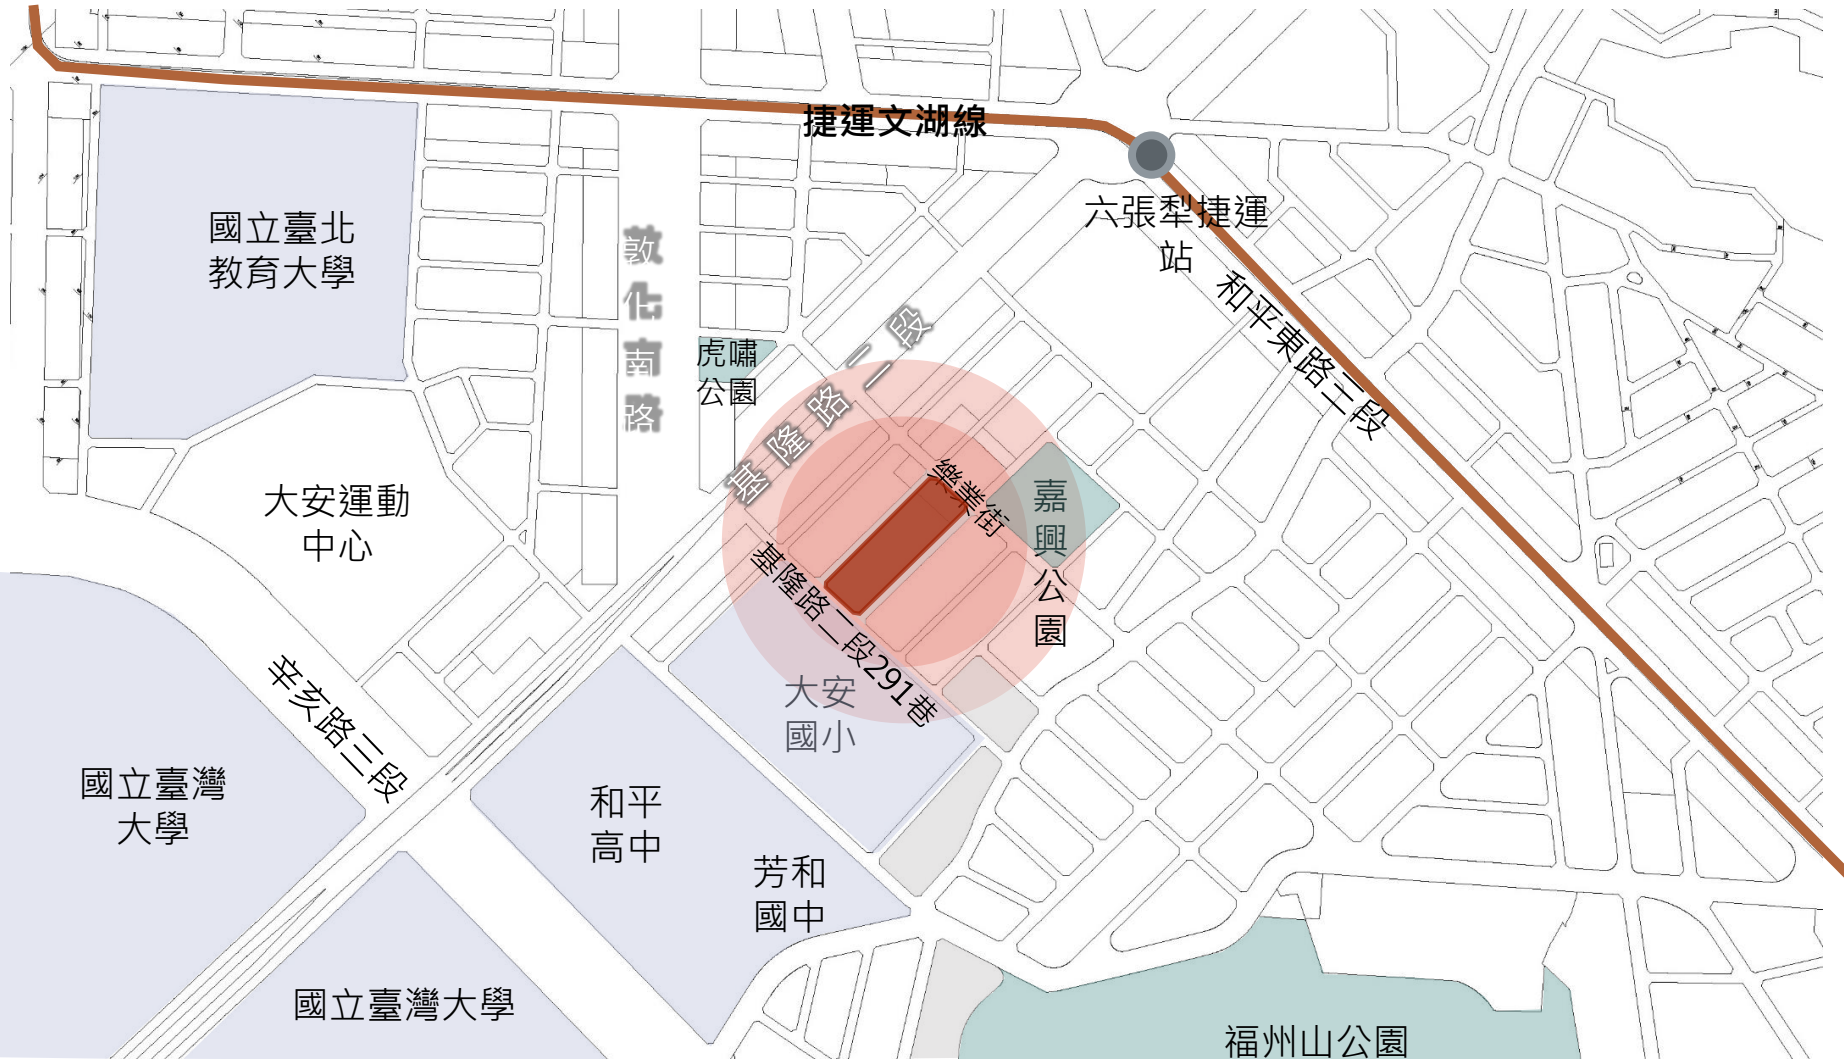 捷運文湖線
六張犁捷運
站
國立臺北
教育大學
敦化南路
和平東路三段
基隆路二段
虎嘯
公園
樂業街
嘉興公園
大安運動
中心
基隆路二段291巷
辛亥路三段
大安
國小
國立臺灣
大學
和平
高中
芳和
國中
國立臺灣大學
福州山公園